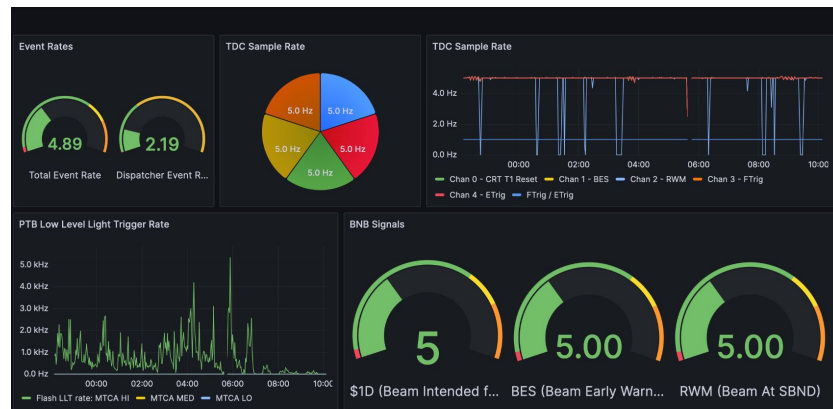 Event Rates
4.89
2.19
Total Event Rate
Dispatcher Event R...
TDC Sample Rate
5.0 Hz
5.0 Hz
5.0 Hz
5.0 Hz
5.0 Hz
TDC Sample Rate
4.0 Hz
2.0 Hz
0.0 Hz
00:00 02:00 04:00 06:00 08:00 10:00
Chan 0 - CRT T1 Reset Chan 1 - BES Chan 2 - RWM Chan 3 - FTrig
Chan 4 - ETrig FTrig / ETrig
PTB Low Level Light Trigger Rate
5.0 kHz
4.0 kHz
3.0 kHz
2.0 kHz
1.0 kHz
0.0 Hz
00:00 02:00 04:00 06:00 08:00 10:00
Flash LLT rate: MTCA HI MTCA MED MTCA LO
BNB Signals
5
5.00
5.00
$1D (Beam Intended f...
BES (Beam Early Warn...
RWM (Beam At SBND)